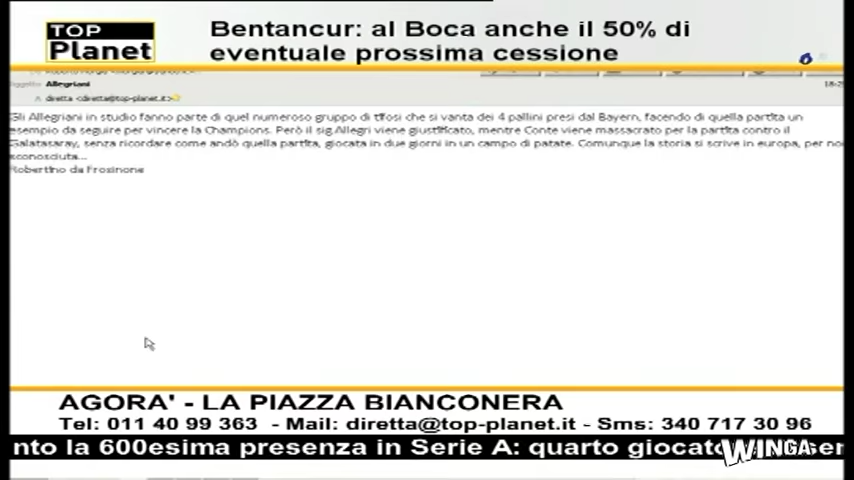 TOP
Planet
Bentancur: al Boca anche il 50% di
eventuale prossima cessione
Allegriani
A diretta <diretta@top-planet.it>
Gli Allegriani in studio fanno parte di quel numeroso gruppo di tifosi che si vanta dei 4 pallini presi dal Bayern, facendo di quella partita un
esempio da seguire per vincere la Champions. Però il sig.Allegri viene giustificato, mentre Conte viene massacrato per la partita contro il
Galatasaray, senza ricordare come andò quella partita, giocata in due giorni in un campo di patate. Comunque la storia si scrive in europa, per noi
sconosciuta...
Robertino da Frosinone
AGORA' - LA PIAZZA BIANCONERA
Tel: 011 40 99 363 - Mail: diretta@top-planet.it - Sms: 340 717 30 96
nto la 600esima presenza in Serie A: quarto giocato
WINGA